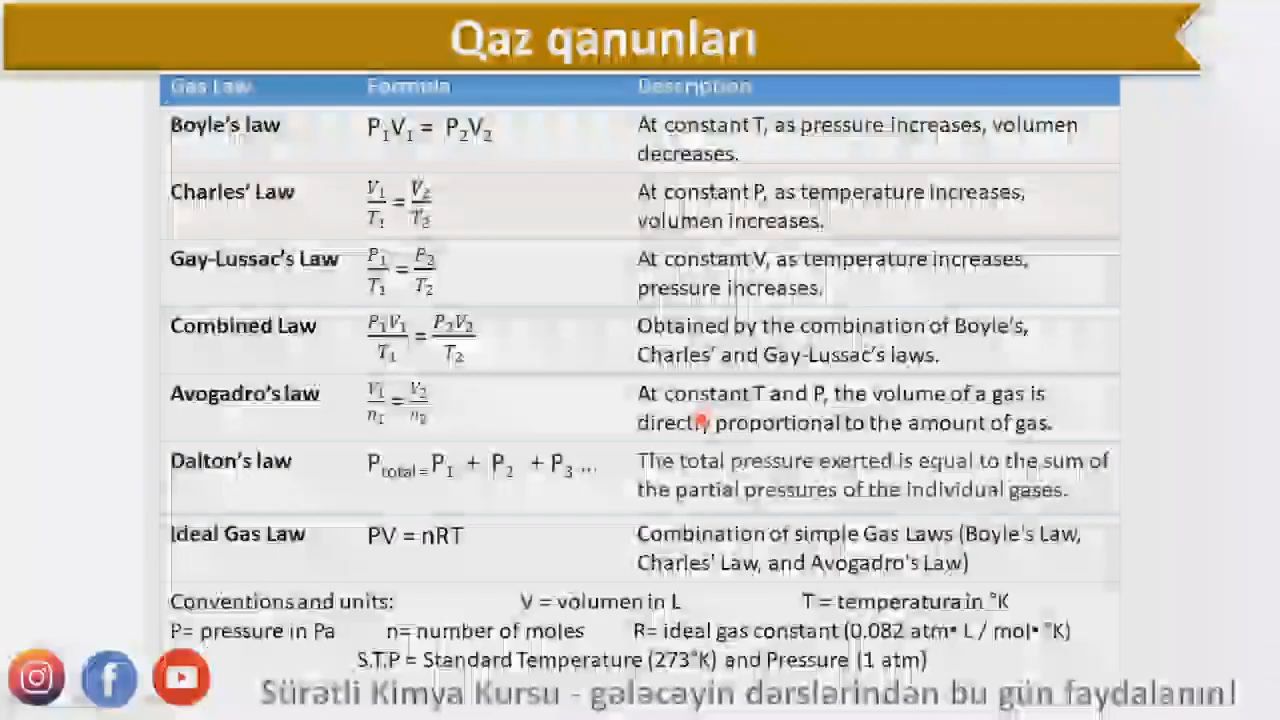 Qaz qanunları
Gas Law Formula Description
Boyle's law P₁V₁ = P₂V₂ At constant T, as pressure increases, volumen
decreases.
Charles' Law V₁/T₁ = V₂/T₂ At constant P, as temperature increases,
volumen increases.
Gay-Lussac's Law P₁/T₁ = P₂/T₂ At constant V, as temperature increases,
pressure increases.
Combined Law P₁V₁/T₁ = P₂V₂/T₂ Obtained by the combination of Boyle's,
Charles' and Gay-Lussac's laws.
Avogadro's law V₁/n₁ = V₂/n₂ At constant T and P, the volume of a gas is
directly proportional to the amount of gas.
Dalton's law P total = P₁ + P₂ + P₃ ... The total pressure exerted is equal to the sum of
the partial pressures of the individual gases.
Ideal Gas Law PV = nRT Combination of simple Gas Laws (Boyle's Law,
Charles' Law, and Avogadro's Law)
Conventions and units: V = volumen in L T = temperatura in °K
P= pressure in Pa n= number of moles R= ideal gas constant (0.082 atm• L / mol• °K)
S.T.P = Standard Temperature (273°K) and Pressure (1 atm)
Sürətli Kimya Kursu - gələcəyin dərslərindən bu gün faydalanın!